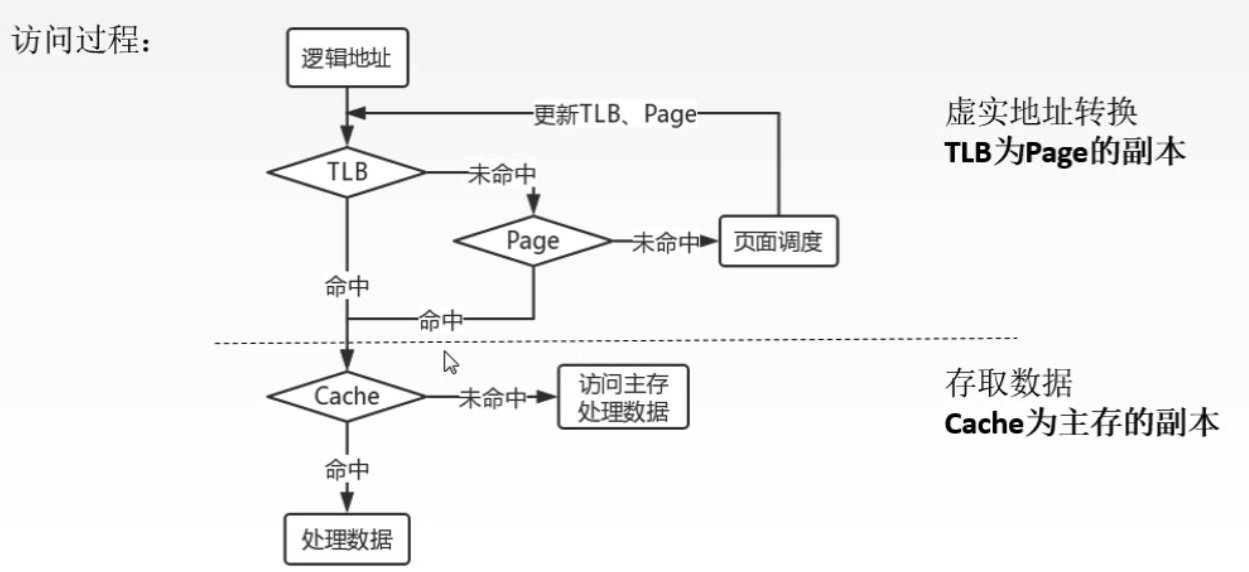 访问过程：
逻辑地址
更新TLB、Page
虚实地址转换
TLB为Page的副本
TLB
未命中
Page
未命中
页面调度
命中
命中
Cache
未命中
访问主存
处理数据
存取数据
Cache为主存的副本
命中
处理数据